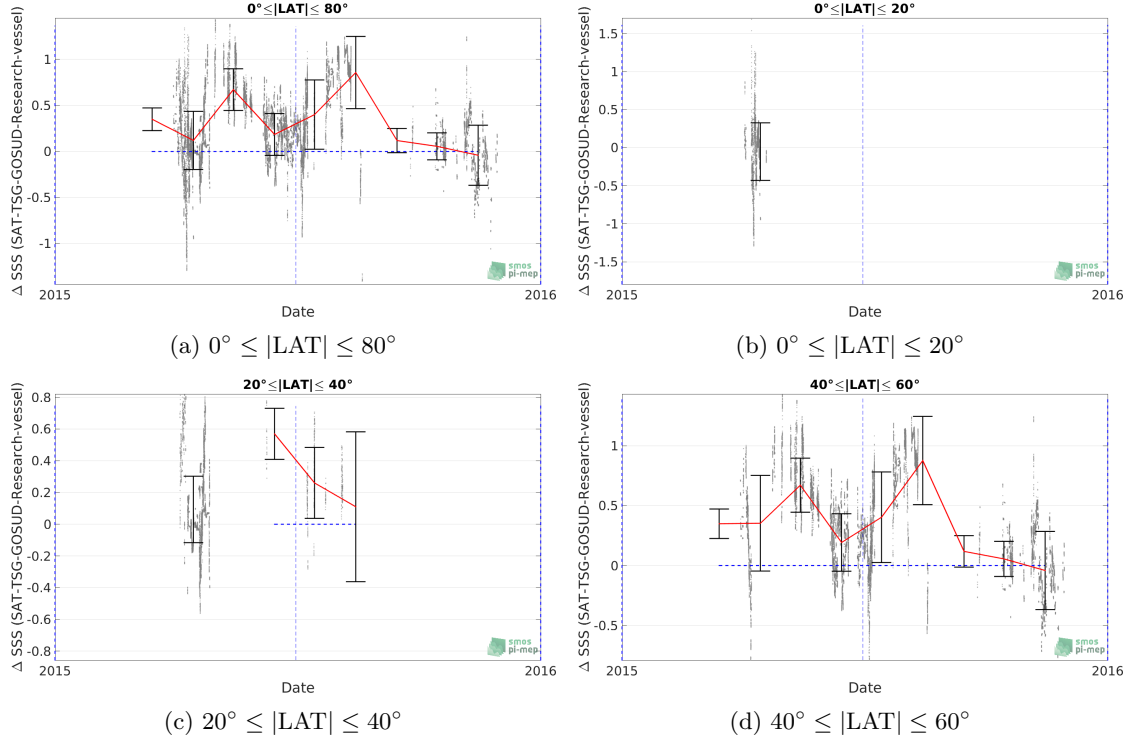 0°≤|LAT|≤ 80°
Δ SSS (SAT-TSG-GOSUD-Research-vessel)
1
0.5
0
-0.5
-1
2015
2016
Date
smos
pi-mep
(a) 0° ≤ |LAT| ≤ 80°
0°≤|LAT|≤ 20°
Δ SSS (SAT-TSG-GOSUD-Research-vessel)
1.5
1
0.5
0
-0.5
-1
-1.5
2015
2016
Date
smos
pi-mep
(b) 0° ≤ |LAT| ≤ 20°
20°≤|LAT|≤ 40°
Δ SSS (SAT-TSG-GOSUD-Research-vessel)
0.8
0.6
0.4
0.2
0
-0.2
-0.4
-0.6
-0.8
2015
2016
Date
smos
pi-mep
(c) 20° ≤ |LAT| ≤ 40°
40°≤|LAT|≤ 60°
Δ SSS (SAT-TSG-GOSUD-Research-vessel)
1
0.5
0
-0.5
2015
2016
Date
smos
pi-mep
(d) 40° ≤ |LAT| ≤ 60°